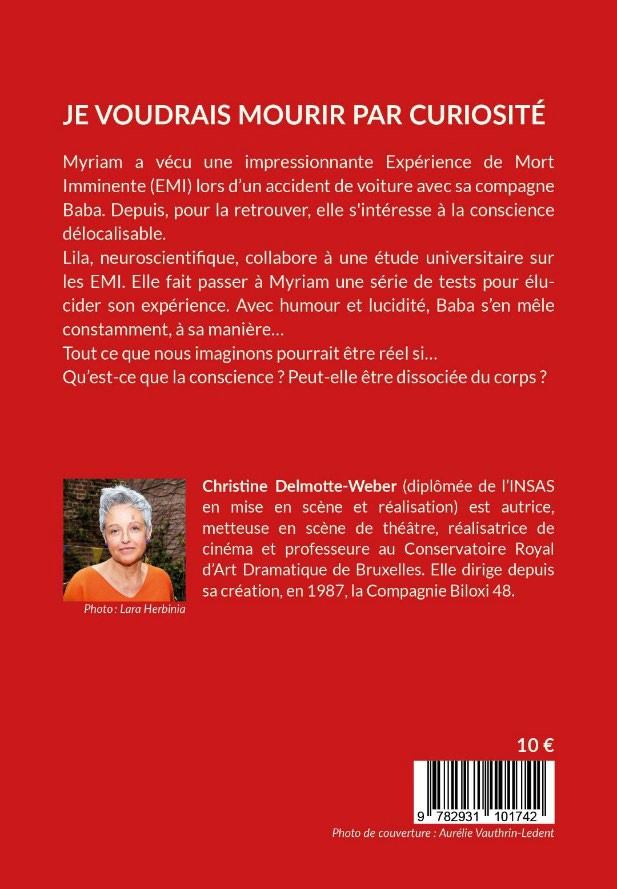 JE VOUDRAIS MOURIR PAR CURIOSITÉ
Myriam a vécu une impressionnante Expérience de Mort
Imminente (EMI) lors d’un accident de voiture avec sa compagne
Baba. Depuis, pour la retrouver, elle s'intéresse à la conscience
délocalisable.
Lila, neuroscientifique, collabore à une étude universitaire sur
les EMI. Elle fait passer à Myriam une série de tests pour élu-
cider son expérience. Avec humour et lucidité, Baba s’en mêle
constamment, à sa manière…
Tout ce que nous imaginons pourrait être réel si…
Qu’est-ce que la conscience ? Peut-elle être dissociée du corps ?
Christine Delmotte-Weber (diplômée de l’INSAS
en mise en scène et réalisation) est autrice,
metteuse en scène de théâtre, réalisatrice de
cinéma et professeure au Conservatoire Royal
d’Art Dramatique de Bruxelles. Elle dirige depuis
sa création, en 1987, la Compagnie Biloxi 48.
Photo : Lara Herbinia
10 €
9 782931 101742
Photo de couverture : Aurélie Vauthrin-Ledent